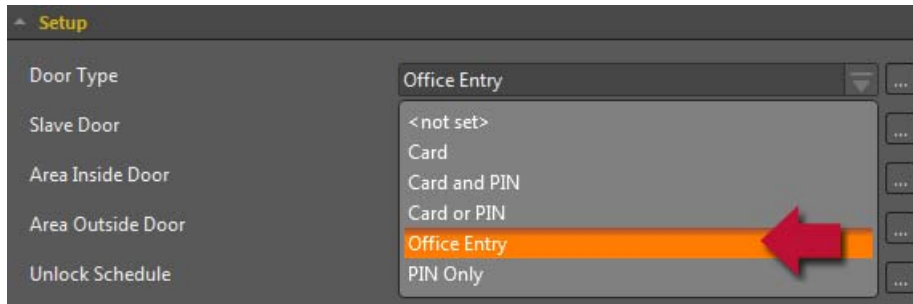 Setup
Door Type
Office Entry
...
Slave Door
<not set>
...
Card
Area Inside Door
Card and PIN
...
Card or PIN
Area Outside Door
Office Entry
...
Unlock Schedule
PIN Only
...